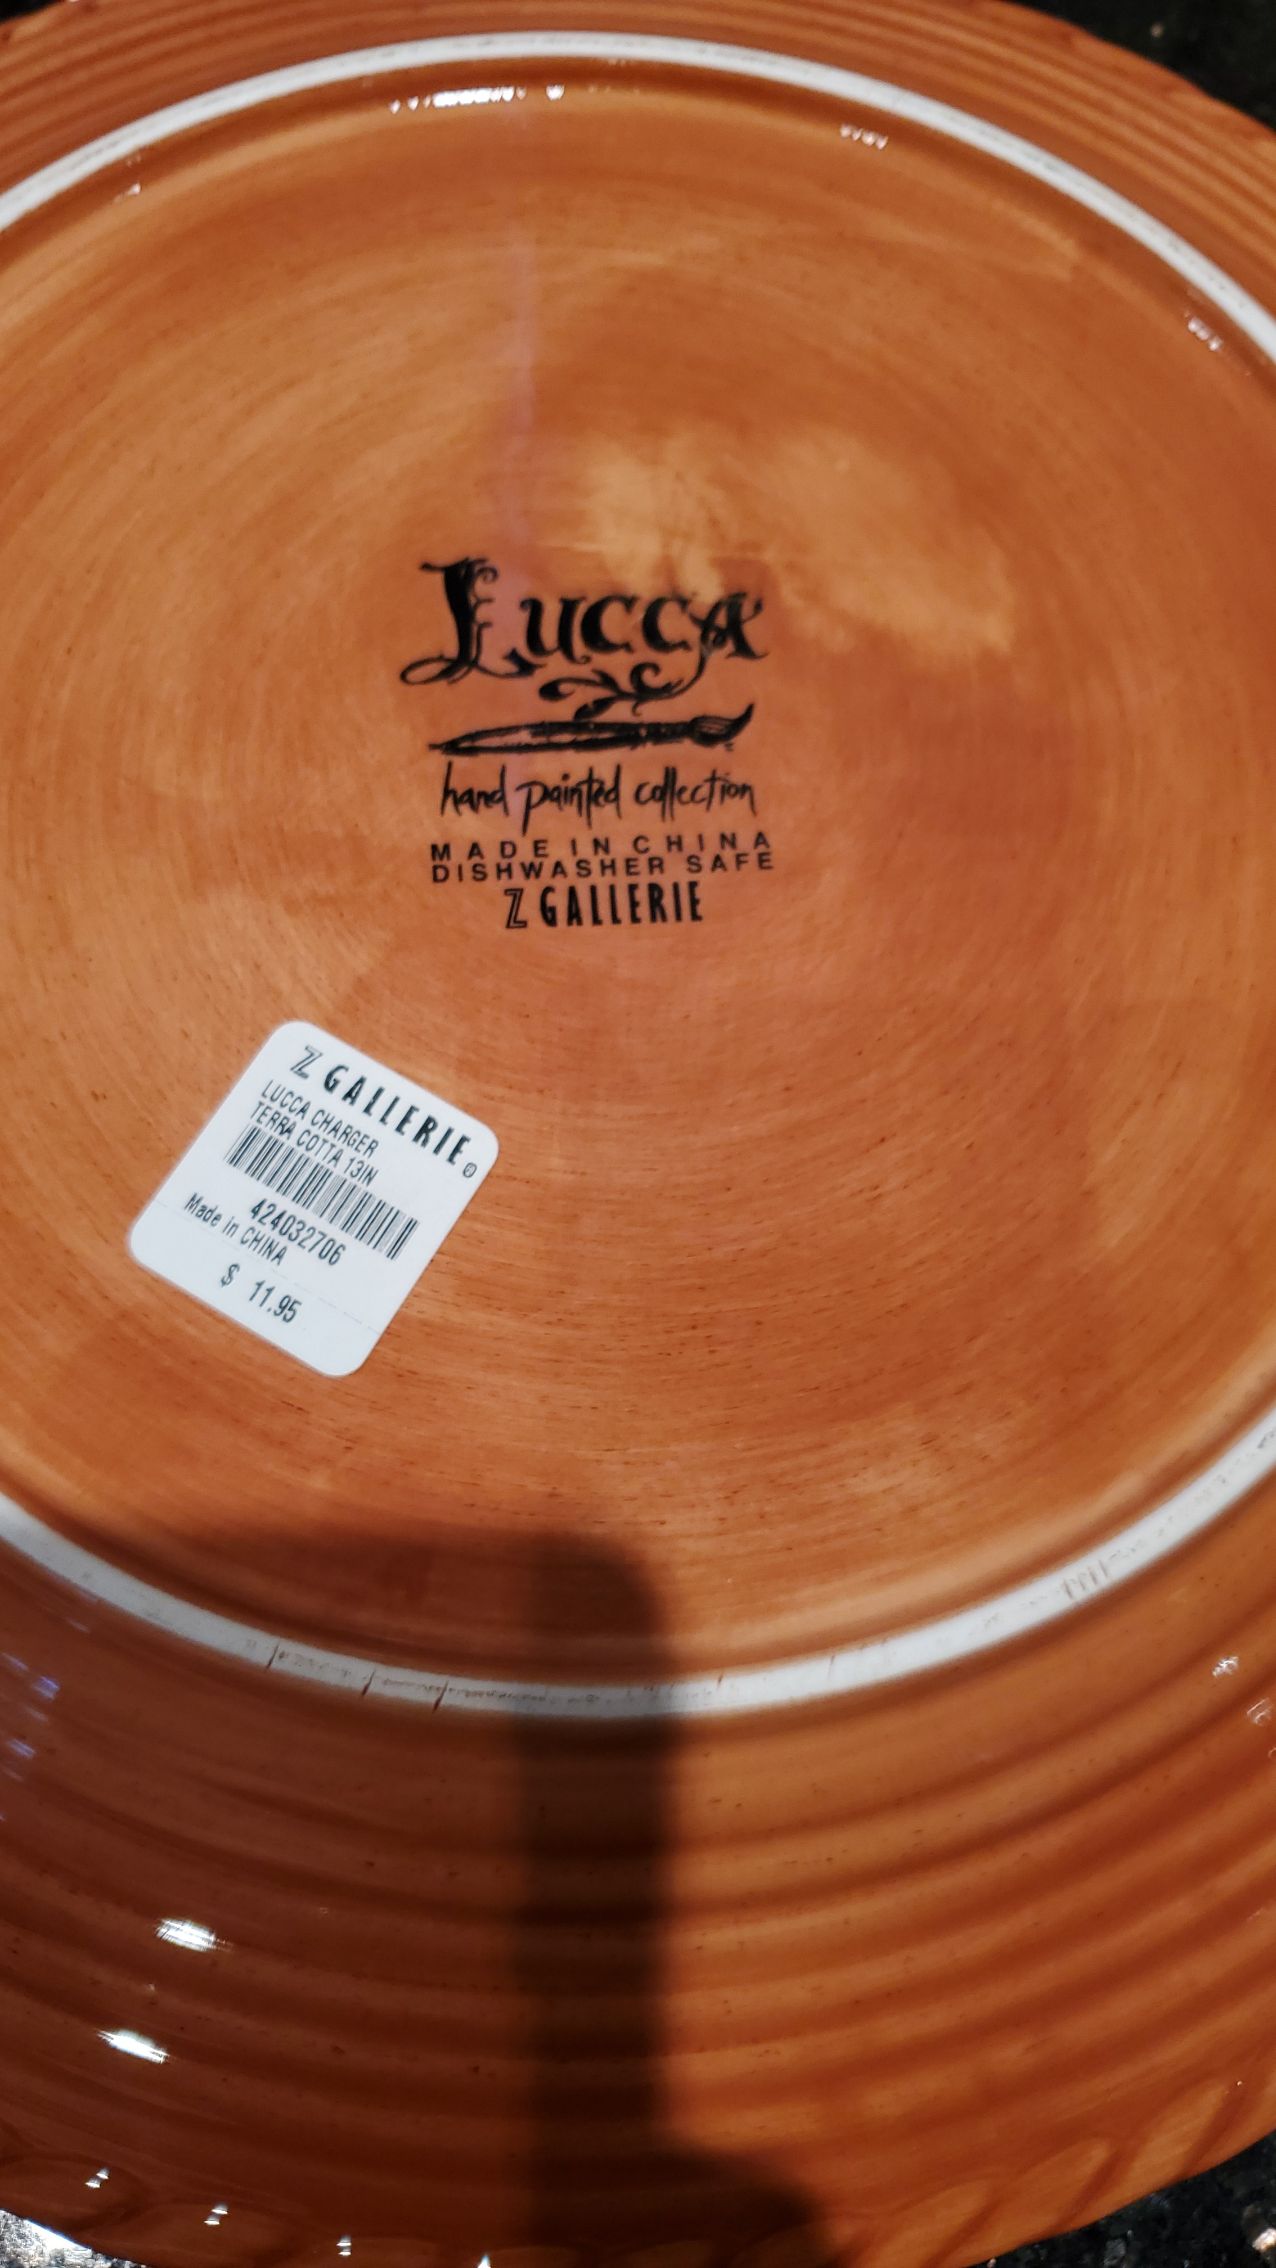 LUCCA
hand painted collection
MADE IN CHINA
DISHWASHER SAFE
Z GALLERIE
Z GALLERIE®
LUCCA CHARGER
TERRA COTTA 13IN
424032706
Made in CHINA
$ 11.95